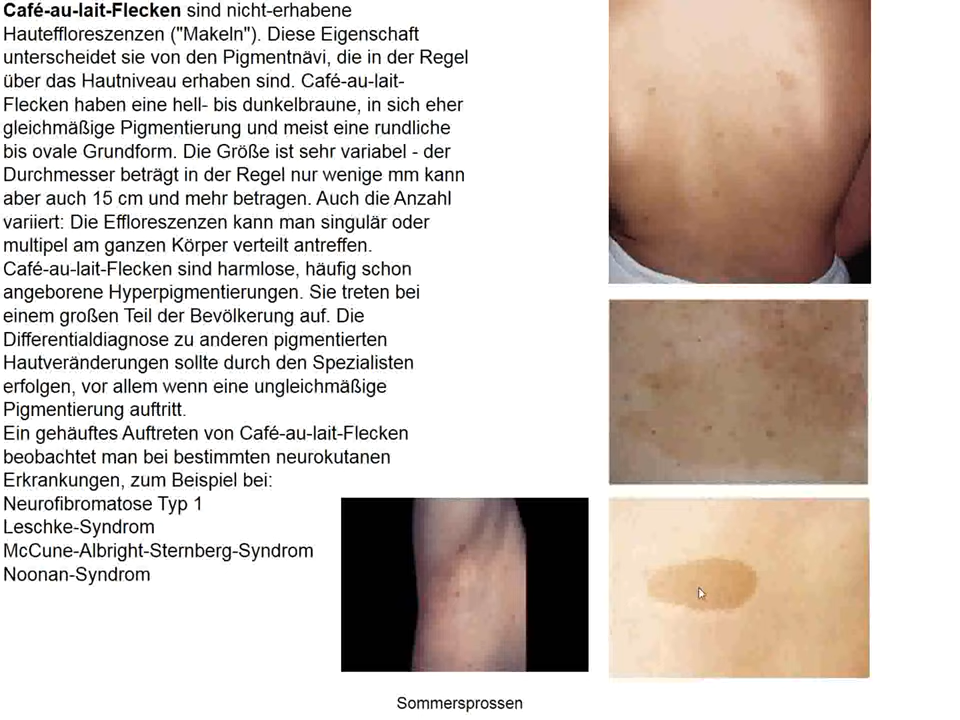 Café-au-lait-Flecken sind nicht-erhabene
Hauteffloreszenzen ("Makeln"). Diese Eigenschaft
unterscheidet sie von den Pigmentnävi, die in der Regel
über das Hautniveau erhaben sind. Café-au-lait-
Flecken haben eine hell- bis dunkelbraune, in sich eher
gleichmäßige Pigmentierung und meist eine rundliche
bis ovale Grundform. Die Größe ist sehr variabel - der
Durchmesser beträgt in der Regel nur wenige mm kann
aber auch 15 cm und mehr betragen. Auch die Anzahl
variiert: Die Effloreszenzen kann man singulär oder
multipel am ganzen Körper verteilt antreffen.
Café-au-lait-Flecken sind harmlose, häufig schon
angeborene Hyperpigmentierungen. Sie treten bei
einem großen Teil der Bevölkerung auf. Die
Differentialdiagnose zu anderen pigmentierten
Hautveränderungen sollte durch den Spezialisten
erfolgen, vor allem wenn eine ungleichmäßige
Pigmentierung auftritt.
Ein gehäuftes Auftreten von Café-au-lait-Flecken
beobachtet man bei bestimmten neurokutanen
Erkrankungen, zum Beispiel bei:
Neurofibromatose Typ 1
Leschke-Syndrom
McCune-Albright-Sternberg-Syndrom
Noonan-Syndrom
Sommersprossen